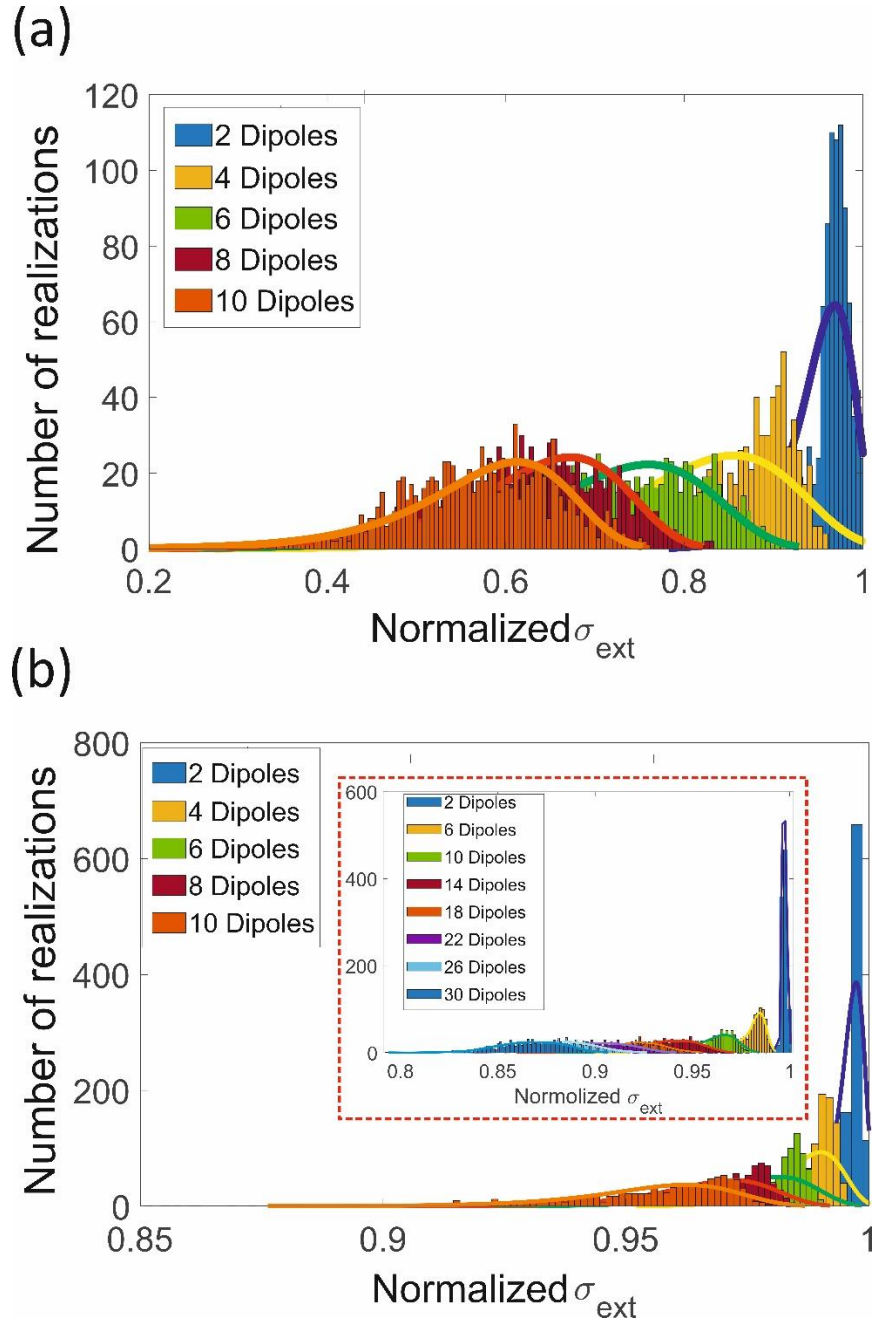 (a)
120
100
80
60
40
20
0
Number of realizations
2 Dipoles
4 Dipoles
6 Dipoles
8 Dipoles
10 Dipoles
0.2 0.4 0.6 0.8 1
Normalized σext
(b)
800
600
400
200
0
Number of realizations
2 Dipoles
4 Dipoles
6 Dipoles
8 Dipoles
10 Dipoles
600
400
200
0
2 Dipoles
6 Dipoles
10 Dipoles
14 Dipoles
18 Dipoles
22 Dipoles
26 Dipoles
30 Dipoles
0.8 0.85 0.9 0.95 1
Normolized σext
0.85 0.9 0.95 1
Normalized σext